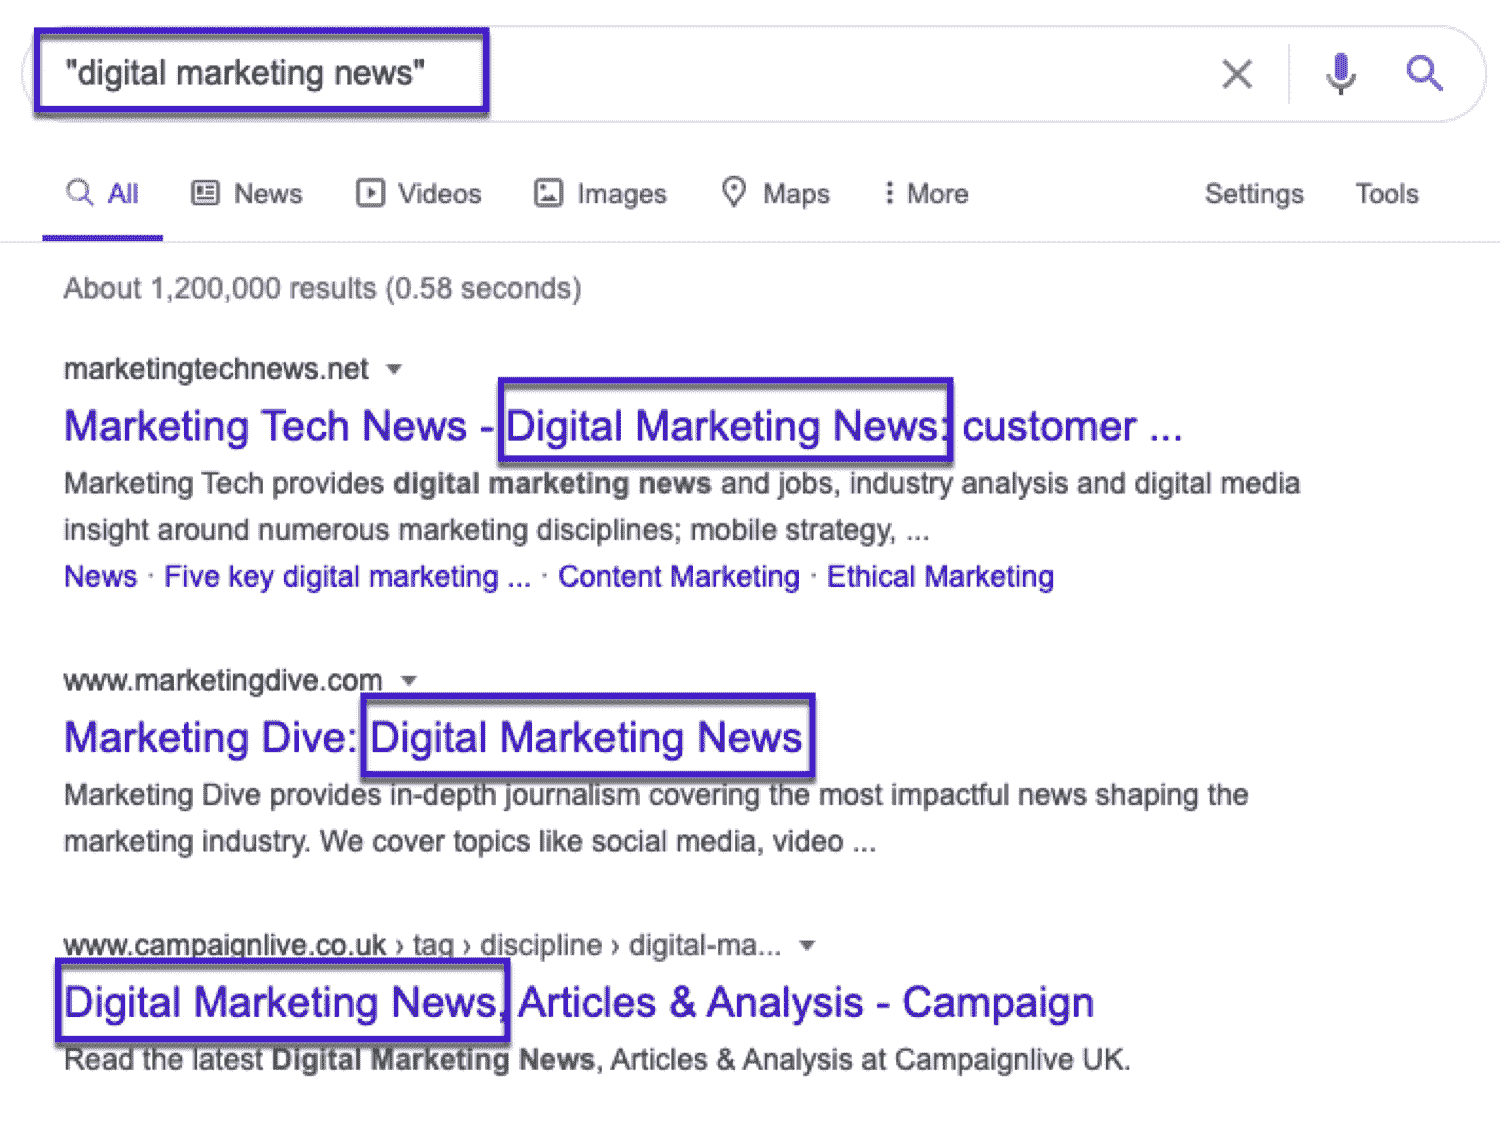 "digital marketing news"
All News Videos Images Maps More Settings Tools
About 1,200,000 results (0.58 seconds)
marketingtechnews.net
Marketing Tech News - Digital Marketing News: customer ...
Marketing Tech provides digital marketing news and jobs, industry analysis and digital media
insight around numerous marketing disciplines; mobile strategy, ...
News · Five key digital marketing ... · Content Marketing · Ethical Marketing
www.marketingdive.com
Marketing Dive: Digital Marketing News
Marketing Dive provides in-depth journalism covering the most impactful news shaping the
marketing industry. We cover topics like social media, video ...
www.campaignlive.co.uk › tag › discipline › digital-ma...
Digital Marketing News, Articles & Analysis - Campaign
Read the latest Digital Marketing News, Articles & Analysis at Campaignlive UK.